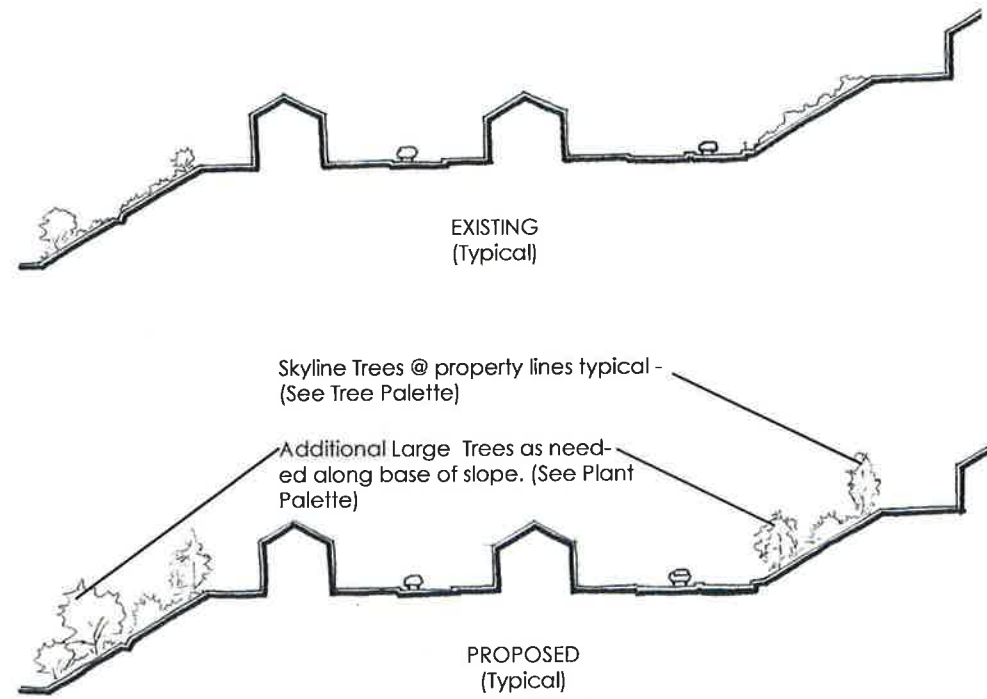 EXISTING
(Typical)
Skyline Trees @ property lines typical -
(See Tree Palette)
Additional Large Trees as need-
ed along base of slope. (See Plant
Palette)
PROPOSED
(Typical)